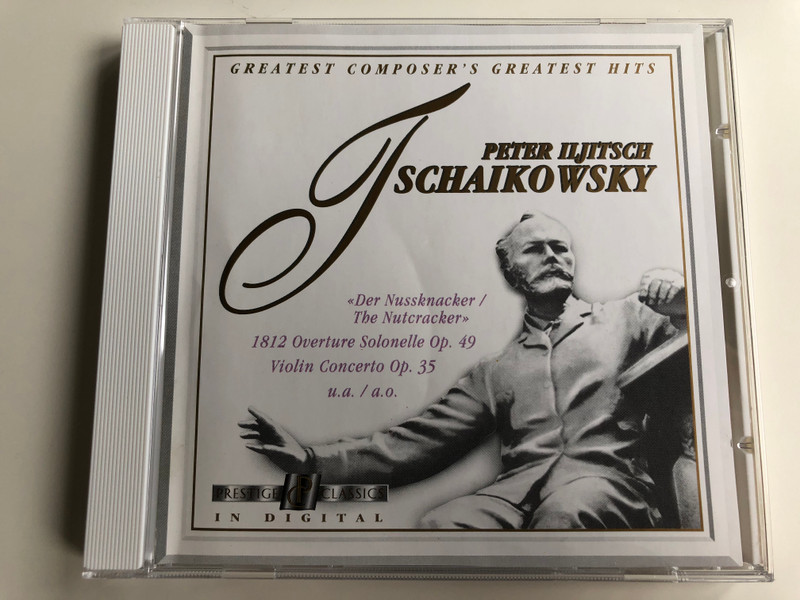 GREATEST COMPOSER'S GREATEST HITS
PETER ILJITSCH
TSCHAIKOWSKY
«Der Nussknacker /
The Nutcracker»
1812 Overture Solonelle Op. 49
Violin Concerto Op. 35
u.a. / a.o.
PRESTIGE CLASSICS
IN DIGITAL